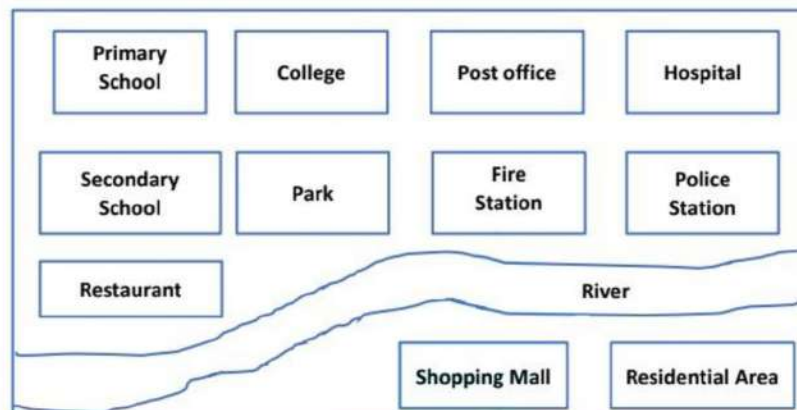 Primary
School
College
Post office
Hospital
Secondary
School
Park
Fire
Station
Police
Station
Restaurant
River
Shopping Mall
Residential Area